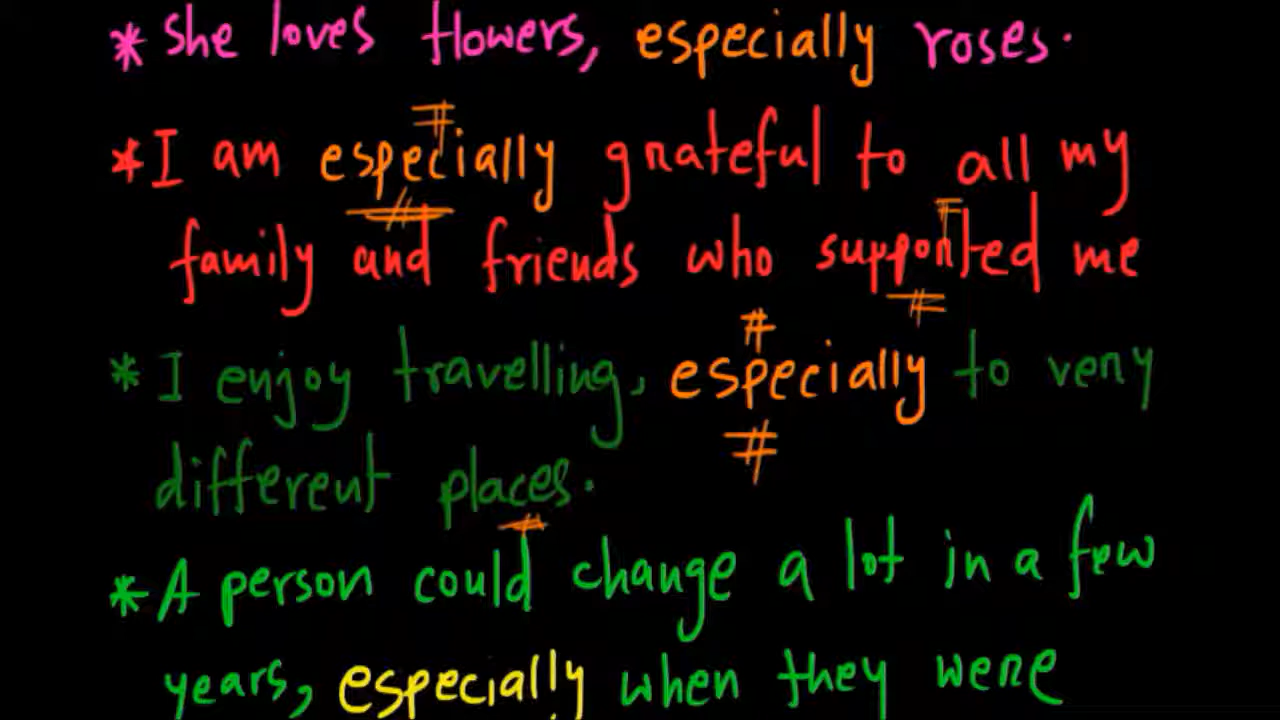 * She loves flowers, especially roses.
* I am especially grateful to all my
family and friends who supported me
* I enjoy travelling, especially to very
different places.
* A person could change a lot in a few
years, especially when they were